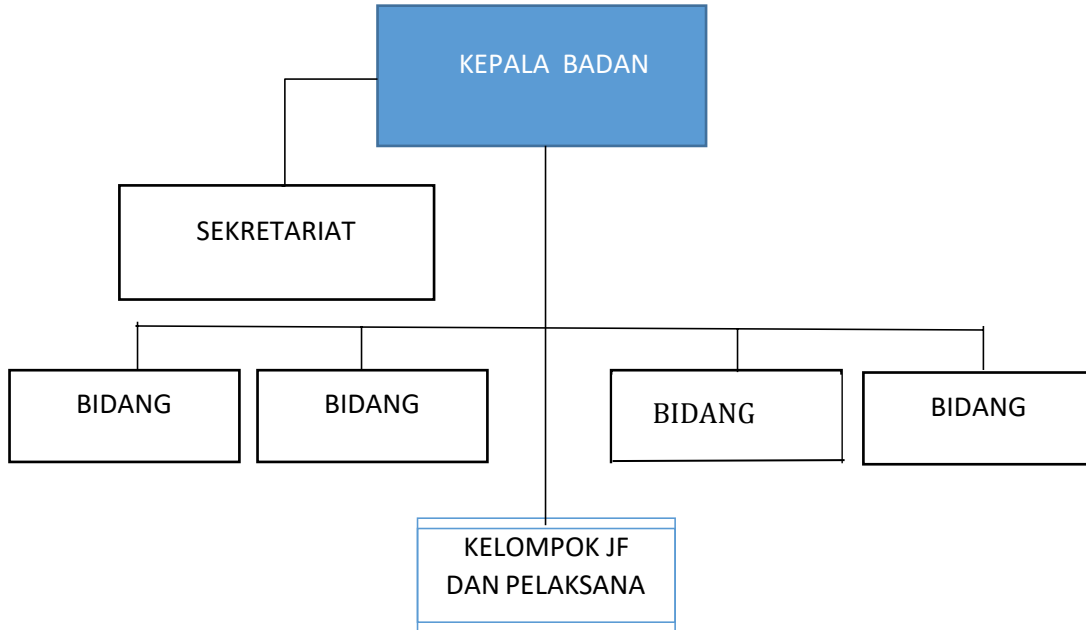 KEPALA BADAN
SEKRETARIAT
BIDANG
BIDANG
BIDANG
BIDANG
KELOMPOK JF
DAN PELAKSANA